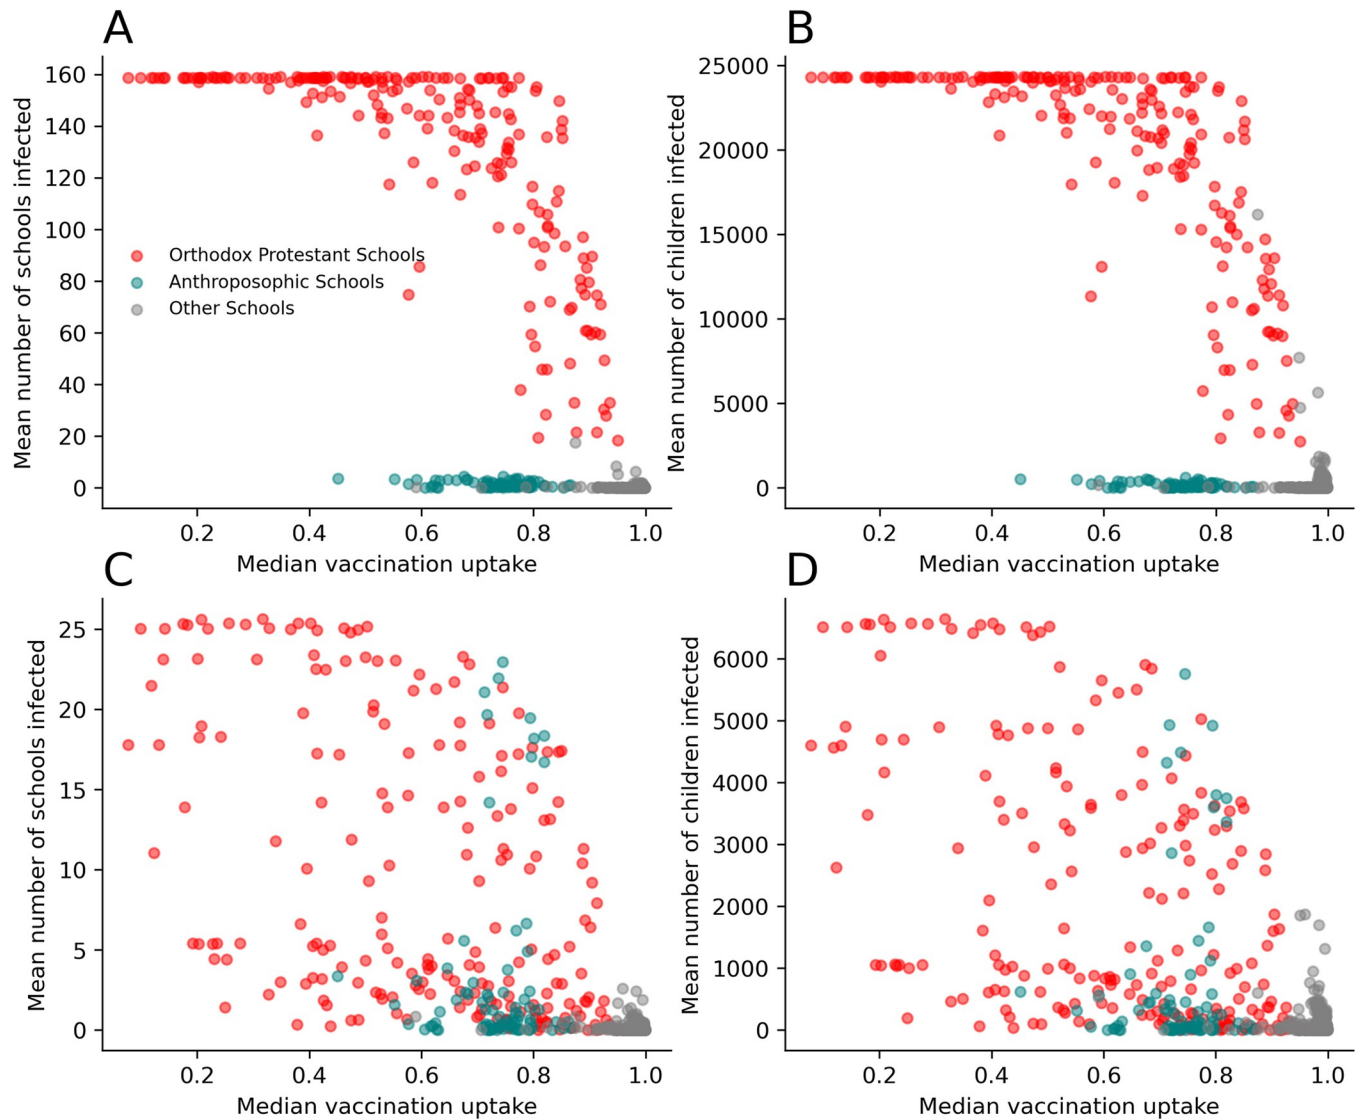 A
Mean number of schools infected
160
140
120
100
80
60
40
20
0
Orthodox Protestant Schools
Anthroposophic Schools
Other Schools
0.2 0.4 0.6 0.8 1.0
Median vaccination uptake
B
Mean number of children infected
25000
20000
15000
10000
5000
0
0.2 0.4 0.6 0.8 1.0
Median vaccination uptake
C
Mean number of schools infected
25
20
15
10
5
0
0.2 0.4 0.6 0.8 1.0
Median vaccination uptake
D
Mean number of children infected
6000
5000
4000
3000
2000
1000
0
0.2 0.4 0.6 0.8 1.0
Median vaccination uptake